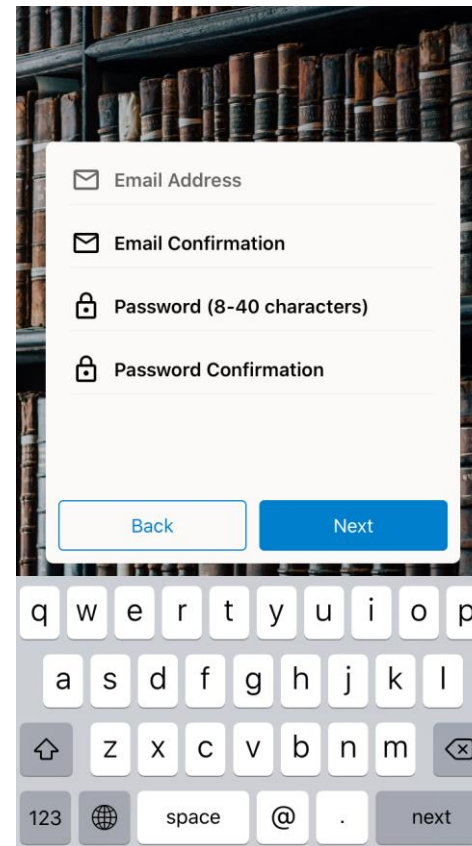 Email Address
Email Confirmation
Password (8-40 characters)
Password Confirmation
Back Next
q w e r t y u i o p
a s d f g h j k l
z x c v b n m
123 space @ . next